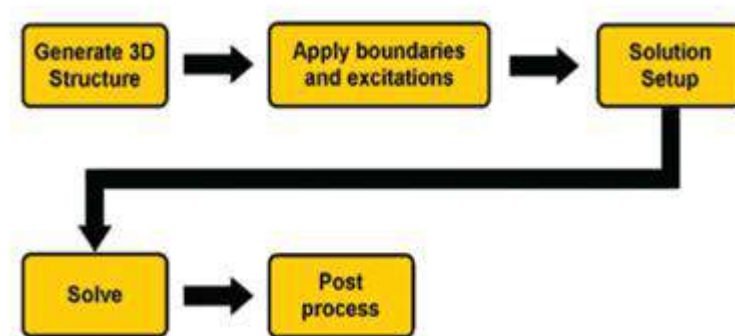 Generate 3D
Structure
Apply boundaries
and excitations
Solution
Setup
Solve
Post
process